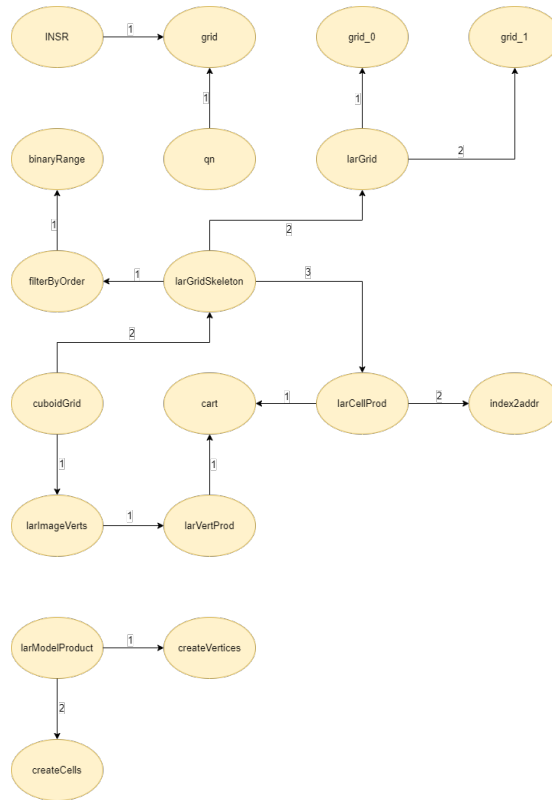 INSR
1
grid
grid_0
grid_1
1
1
2
binaryRange
qn
larGrid
1
2
filterByOrder
1
larGridSkeleton
3
2
cuboidGrid
cart
1
larCellProd
2
index2addr
1
1
larImageVerts
1
larVertProd
larModelProduct
1
createVertices
2
createCells